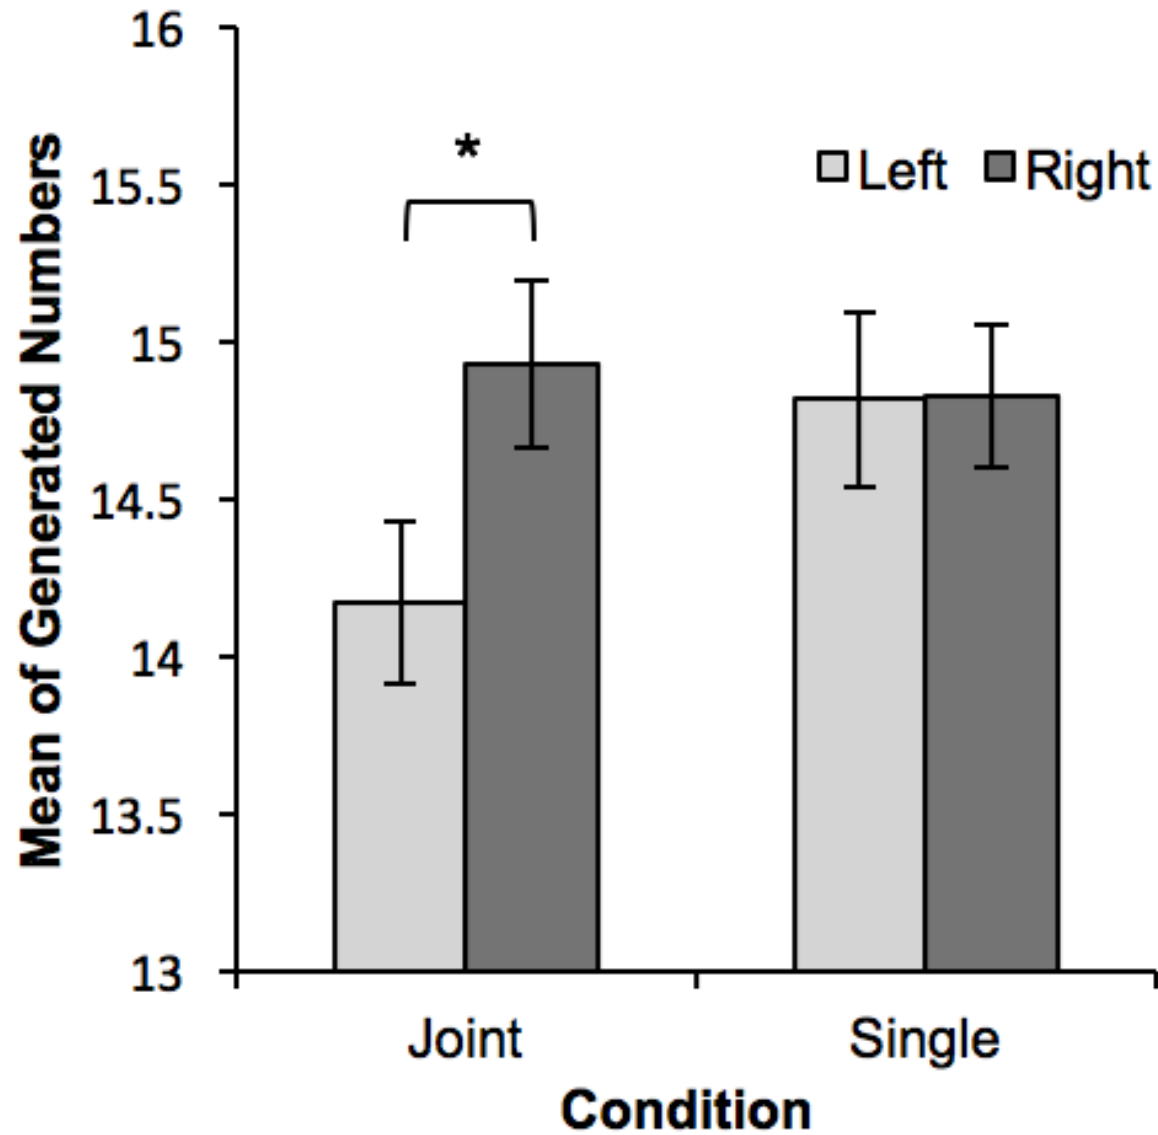 Mean of Generated Numbers
16
15.5
15
14.5
14
13.5
13
*
Left Right
Joint Single
Condition